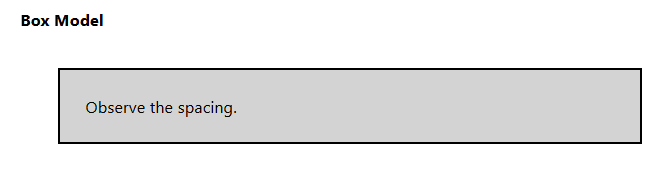 Box Model
Observe the spacing.